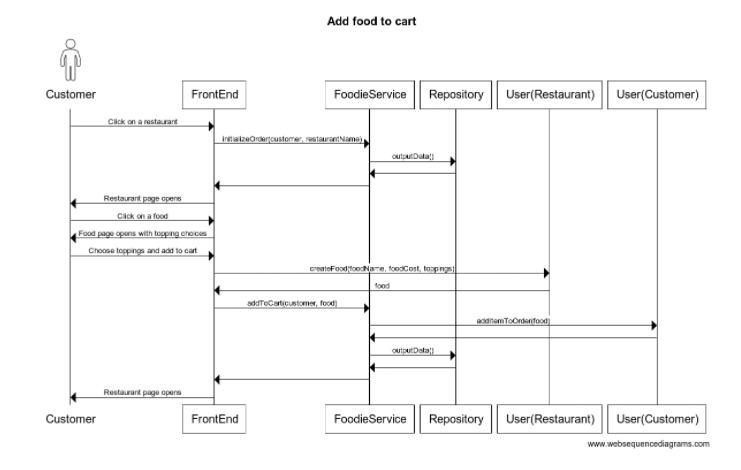 Add food to cart
Customer FrontEnd FoodieService Repository User(Restaurant) User(Customer)
Click on a restaurant
initializeOrder(customer, restaurantName)
outputData()
Restaurant page opens
Click on a food
Food page opens with topping choices
Choose toppings and add to cart
createFood(foodName, foodCost, toppings)
food
addToCart(customer, food)
addItemToOrder(food)
outputData()
Restaurant page opens
Customer FrontEnd FoodieService Repository User(Restaurant) User(Customer)
www.websequencediagrams.com